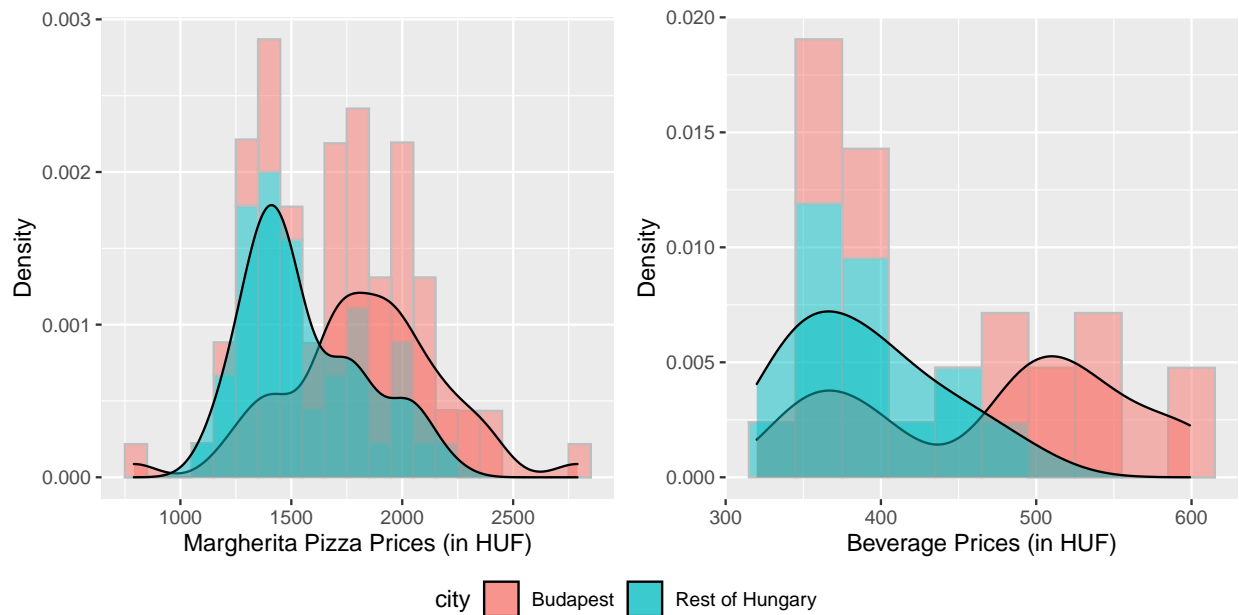 0.003
0.002
0.001
0.000
Density
1000
1500
2000
2500
Margherita Pizza Prices (in HUF)
0.020
0.015
0.010
0.005
0.000
Density
300
400
500
600
Beverage Prices (in HUF)
city
Budapest
Rest of Hungary